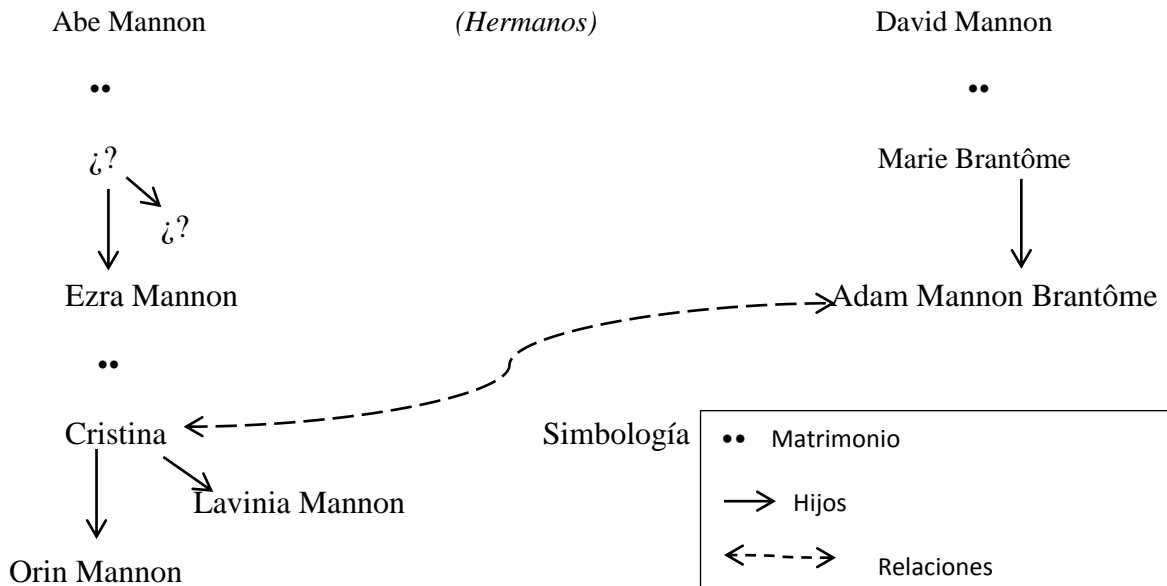 Abe Mannon (Hermanos) David Mannon
•• ••
¿? Marie Brantôme
¿?
Ezra Mannon Adam Mannon Brantôme
••
Cristina Simbología •• Matrimonio
Lavinia Mannon Hijos
Orin Mannon Relaciones